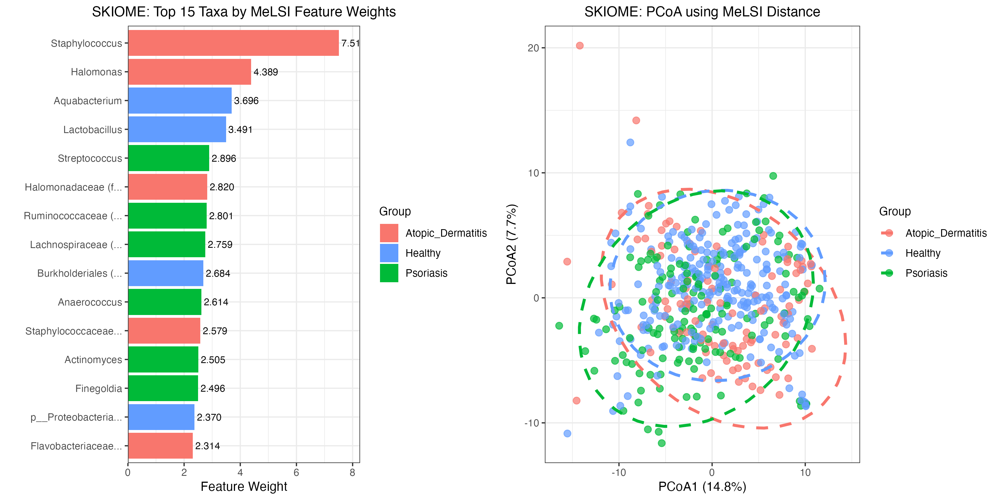 SKIOME: Top 15 Taxa by MeLSI Feature Weights
Staphylococcus
7.51
Halomonas
4.389
Aquabacterium
3.696
Lactobacillus
3.491
Streptococcus
2.896
Halomonadaceae (f...
2.820
Ruminococcaceae (...
2.801
Lachnospiraceae (...
2.759
Burkholderiales (...
2.684
Anaerococcus
2.614
Staphylococcaceae...
2.579
Actinomyces
2.505
Finegoldia
2.496
p__Proteobacteria...
2.370
Flavobacteriaceae...
2.314
0 2 4 6 8
Feature Weight
Group
Atopic_Dermatitis
Healthy
Psoriasis
SKIOME: PCoA using MeLSI Distance
PCoA2 (7.7%)
20
10
0
-10
-10 0 10
PCoA1 (14.8%)
Group
Atopic_Dermatitis
Healthy
Psoriasis